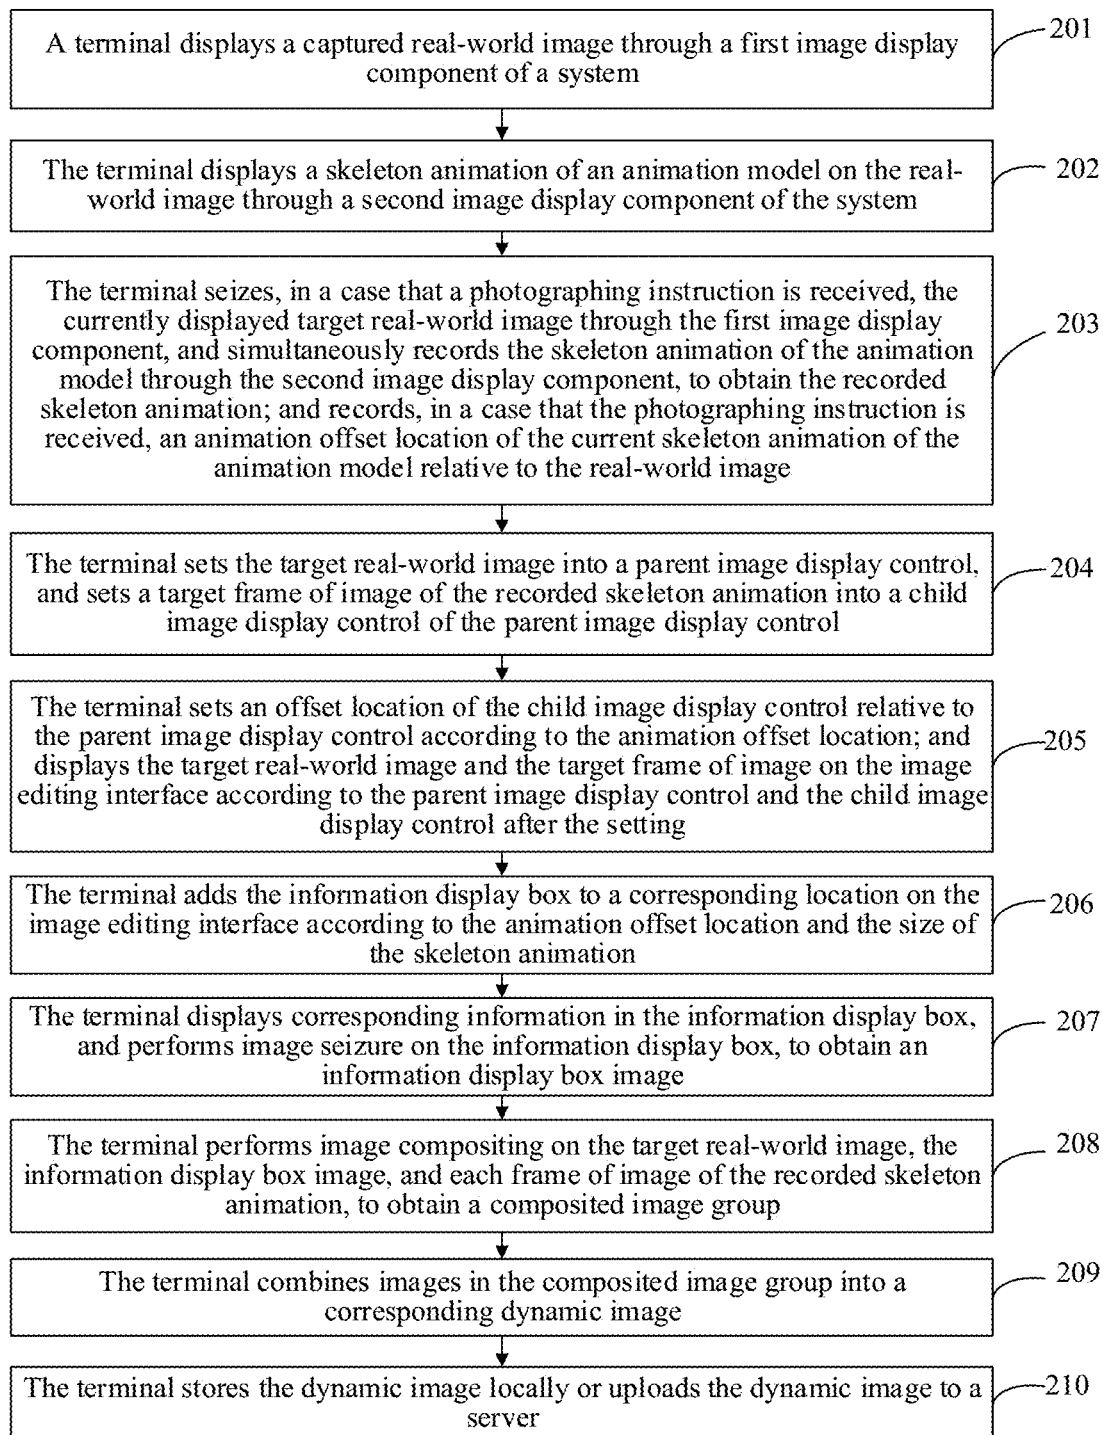 A terminal displays a captured real-world image through a first image display
component of a system
201
The terminal displays a skeleton animation of an animation model on the real-
world image through a second image display component of the system
202
The terminal seizes, in a case that a photographing instruction is received, the
currently displayed target real-world image through the first image display
component, and simultaneously records the skeleton animation of the animation
model through the second image display component, to obtain the recorded
skeleton animation; and records, in a case that the photographing instruction is
received, an animation offset location of the current skeleton animation of the
animation model relative to the real-world image
203
The terminal sets the target real-world image into a parent image display control,
and sets a target frame of image of the recorded skeleton animation into a child
image display control of the parent image display control
204
The terminal sets an offset location of the child image display control relative to
the parent image display control according to the animation offset location; and
displays the target real-world image and the target frame of image on the image
editing interface according to the parent image display control and the child image
display control after the setting
205
The terminal adds the information display box to a corresponding location on the
image editing interface according to the animation offset location and the size of
the skeleton animation
206
The terminal displays corresponding information in the information display box,
and performs image seizure on the information display box, to obtain an
information display box image
207
The terminal performs image compositing on the target real-world image, the
information display box image, and each frame of image of the recorded skeleton
animation, to obtain a composited image group
208
The terminal combines images in the composited image group into a
corresponding dynamic image
209
The terminal stores the dynamic image locally or uploads the dynamic image to a
server
210